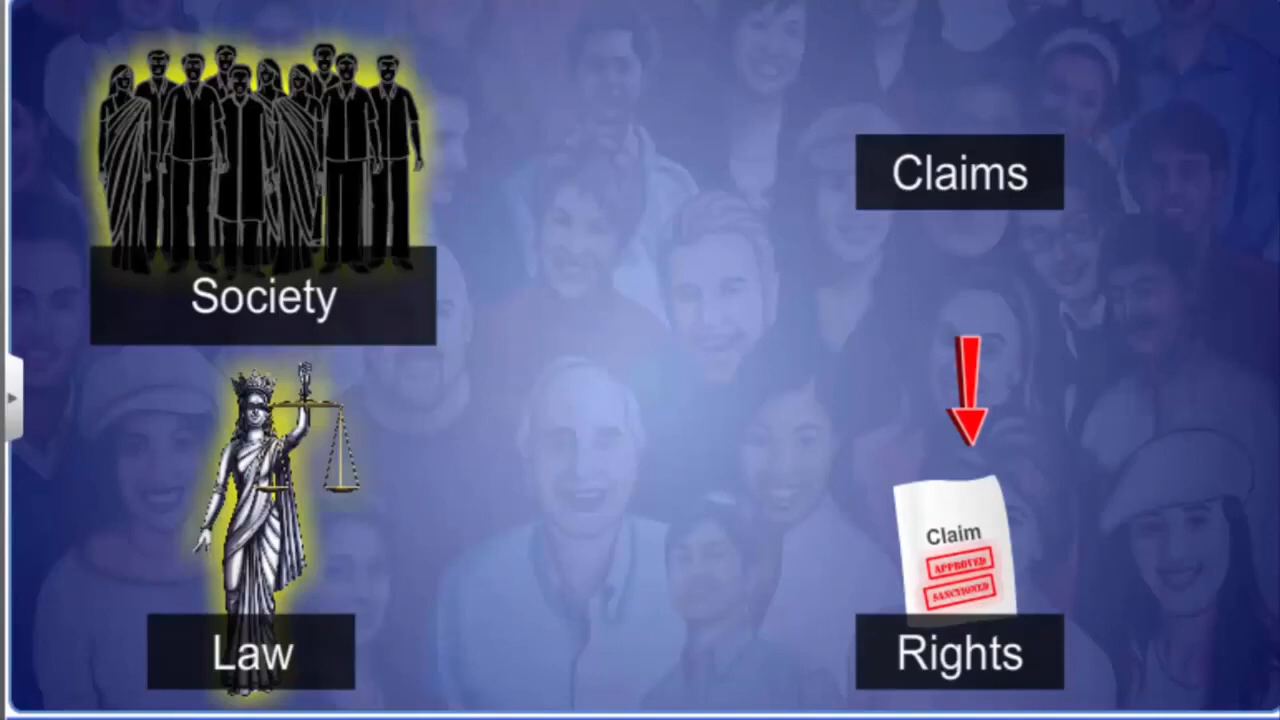 Society
Claims
Claim
APPROVED
SANCTIONED
Law
Rights